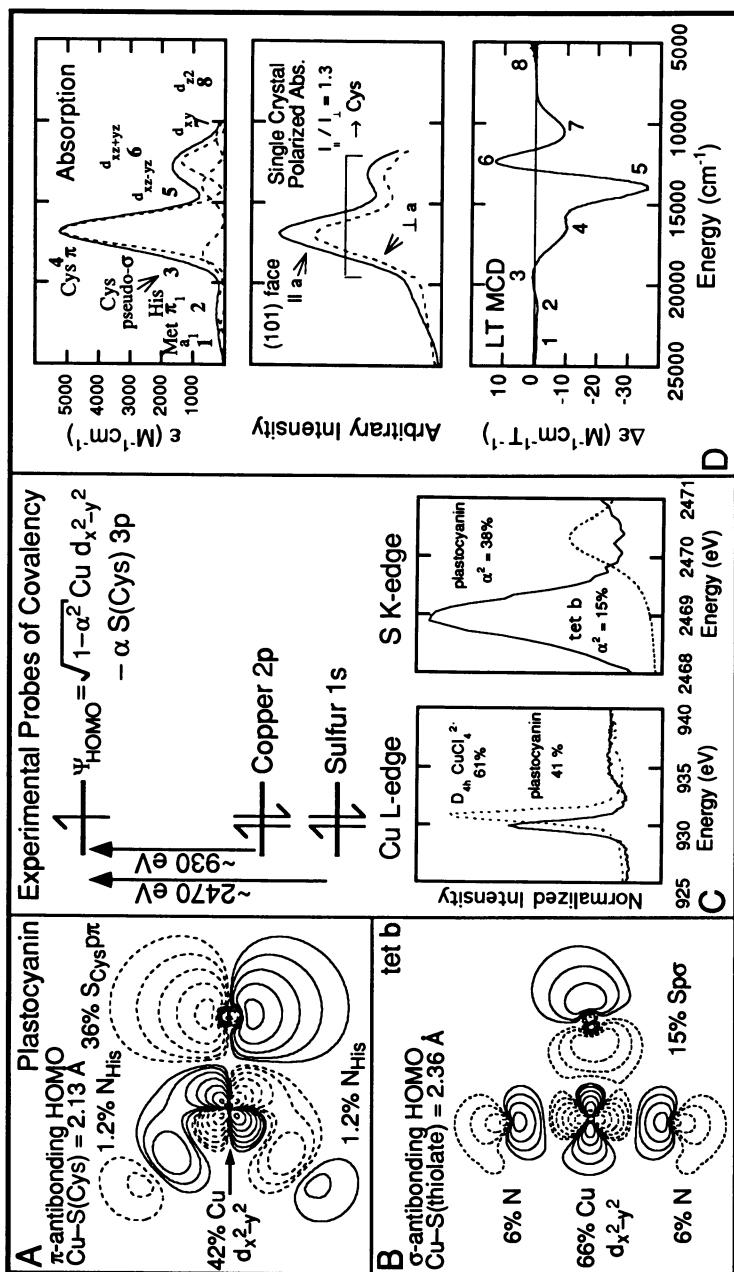 A
Plastocyanin
π-antibonding HOMO
Cu–S(Cys) = 2.13 Å
1.2% N_His
36% S_Cys pπ
42% Cu
d_x²-y²
1.2% N_His
B
tet b
σ-antibonding HOMO
Cu–S(thiolate) = 2.36 Å
6% N
66% Cu
d_x²-y²
15% Spσ
6% N
Experimental Probes of Covalency
Ψ_HOMO = √1-α² Cu d_x²-y²
– α S(Cys) 3p
~2470 eV
~930 eV
Copper 2p
Sulfur 1s
Cu L-edge
Normalized Intensity
D_4h CuCl₄²⁻
61%
plastocyanin
41 %
925
930
935
940
Energy (eV)
C
S K-edge
plastocyanin
α² = 38%
tet b
α² = 15%
2468
2469
2470
2471
Energy (eV)
D
ε (M⁻¹cm⁻¹)
5000
4000
3000
2000
1000
Absorption
4
Cys π
Cys
pseudo-σ
His
π₁
3
Met
a₁
1
2
5
d_xz-yz
d_xz+yz
6
d_xy
7
d_z2
8
Arbitrary Intensity
(101) face
|| a
⊥ a
Single Crystal
Polarized Abs.
I_|| / I_⊥ = 1.3
→ Cys
LT MCD
Δε (M⁻¹cm⁻¹T⁻¹)
10
0
-10
-20
-30
1
2
3
4
5
6
7
8
25000
20000
15000
10000
5000
Energy (cm⁻¹)